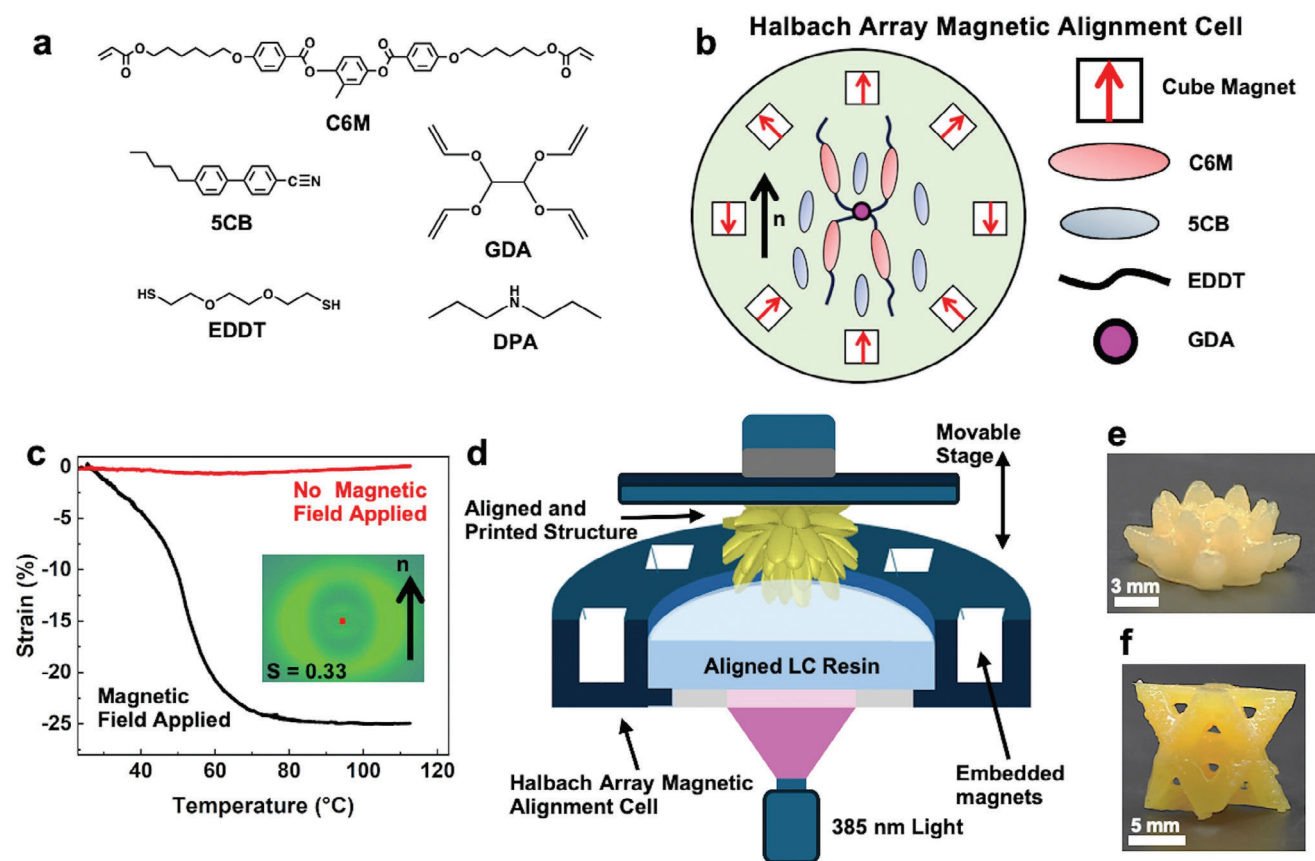 a
O
O
O
O
O
O
O
O
O
O
C6M
C≡N
5CB
O
O
O
O
GDA
HS
O
O
SH
EDDT
H
N
DPA
b
Halbach Array Magnetic Alignment Cell
n
Cube Magnet
C6M
5CB
EDDT
GDA
c
0
-5
-10
-15
-20
-25
Strain (%)
No Magnetic
Field Applied
n
S = 0.33
Magnetic
Field Applied
40
60
80
100
120
Temperature (°C)
d
Movable
Stage
Aligned and
Printed Structure
Aligned LC Resin
Halbach Array Magnetic
Alignment Cell
Embedded
magnets
385 nm Light
e
3 mm
f
5 mm